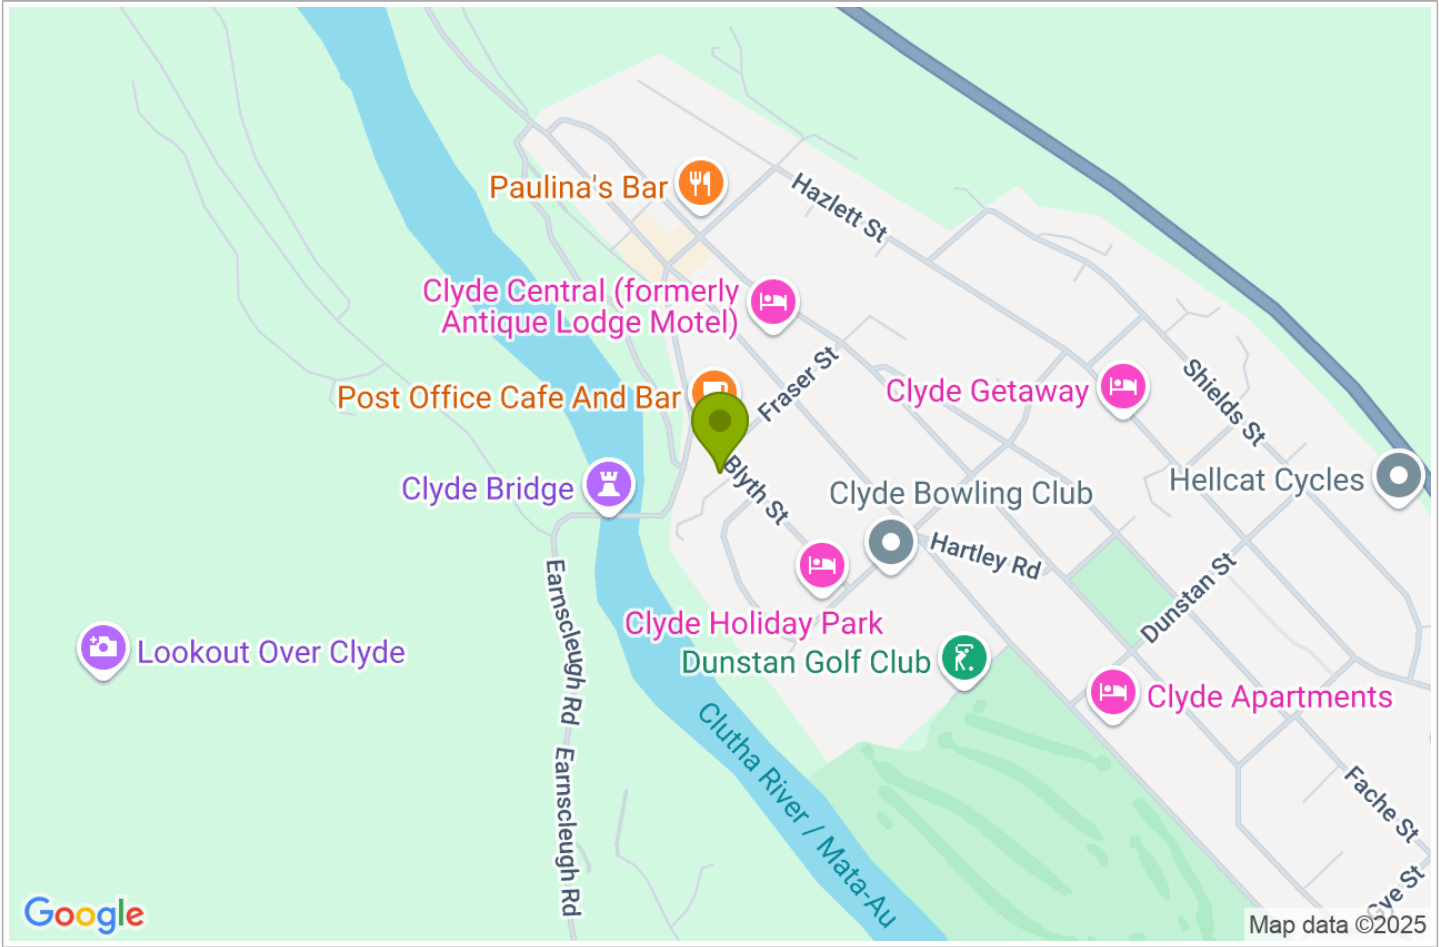 Paulina's Bar
Hazlett St
Clyde Central (formerly
Antique Lodge Motel)
Post Office Cafe And Bar
Fraser St
Clyde Getaway
Shields St
Clyde Bridge
Blyth St
Clyde Bowling Club
Hellcat Cycles
Hartley Rd
Earnscleugh Rd
Dunstan St
Clyde Holiday Park
Lookout Over Clyde
Dunstan Golf Club
Clyde Apartments
Clutha River / Mata-Au
Earnscleugh Rd
Fache St
Gye St
Google
Map data ©2025